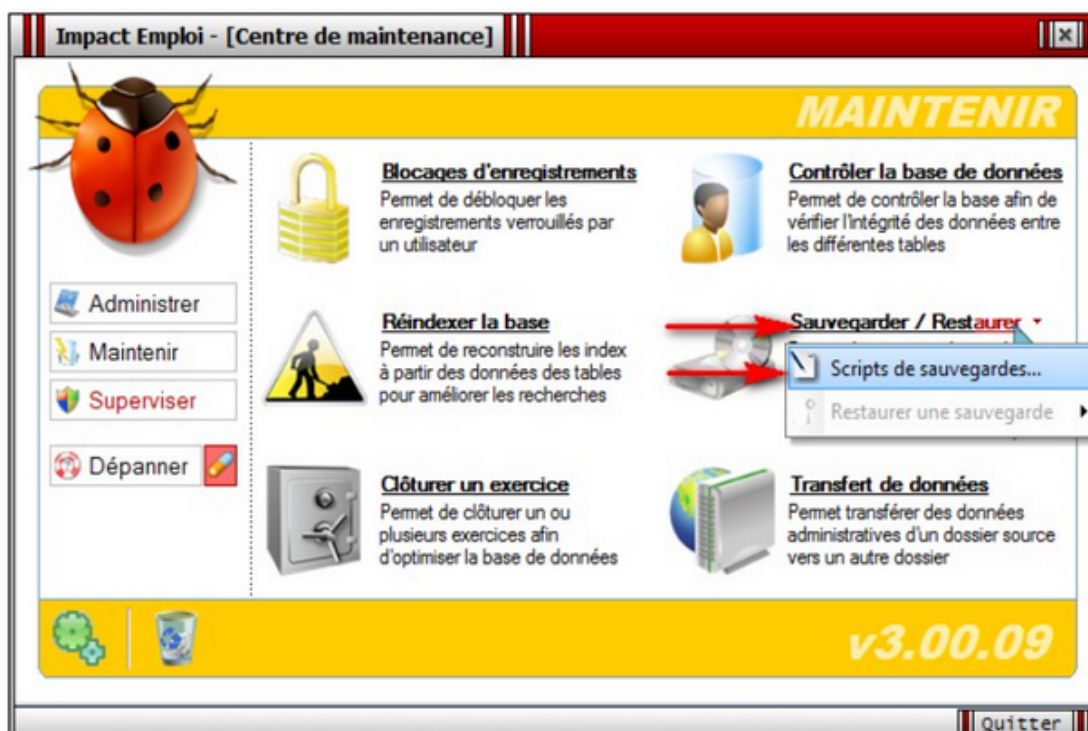 Impact Emploi - [Centre de maintenance]
MAINTENIR
Blocages d'enregistrements
Permet de débloquer les
enregistrements verrouillés par
un utilisateur
Contrôler la base de données
Permet de contrôler la base afin de
vérifier l'intégrité des données entre
les différentes tables
Administrer
Maintenir
Superviser
Dépanner
Réindexer la base
Permet de reconstruire les index
à partir des données des tables
pour améliorer les recherches
Sauvegarder / Restaurer
Scripts de sauvegardes...
Restaurer une sauvegarde
Clôturer un exercice
Permet de clôturer un ou
plusieurs exercices afin
d'optimiser la base de données
Transfert de données
Permet transférer des données
administratives d'un dossier source
vers un autre dossier
v3.00.09
Quitter